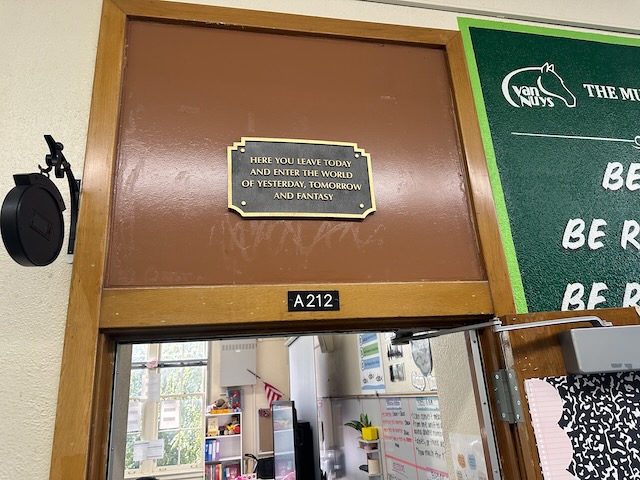 HERE YOU LEAVE TODAY
AND ENTER THE WORLD
OF YESTERDAY, TOMORROW
AND FANTASY
A212
VAN
NUYS
THE MU
BE
BE R
BE R